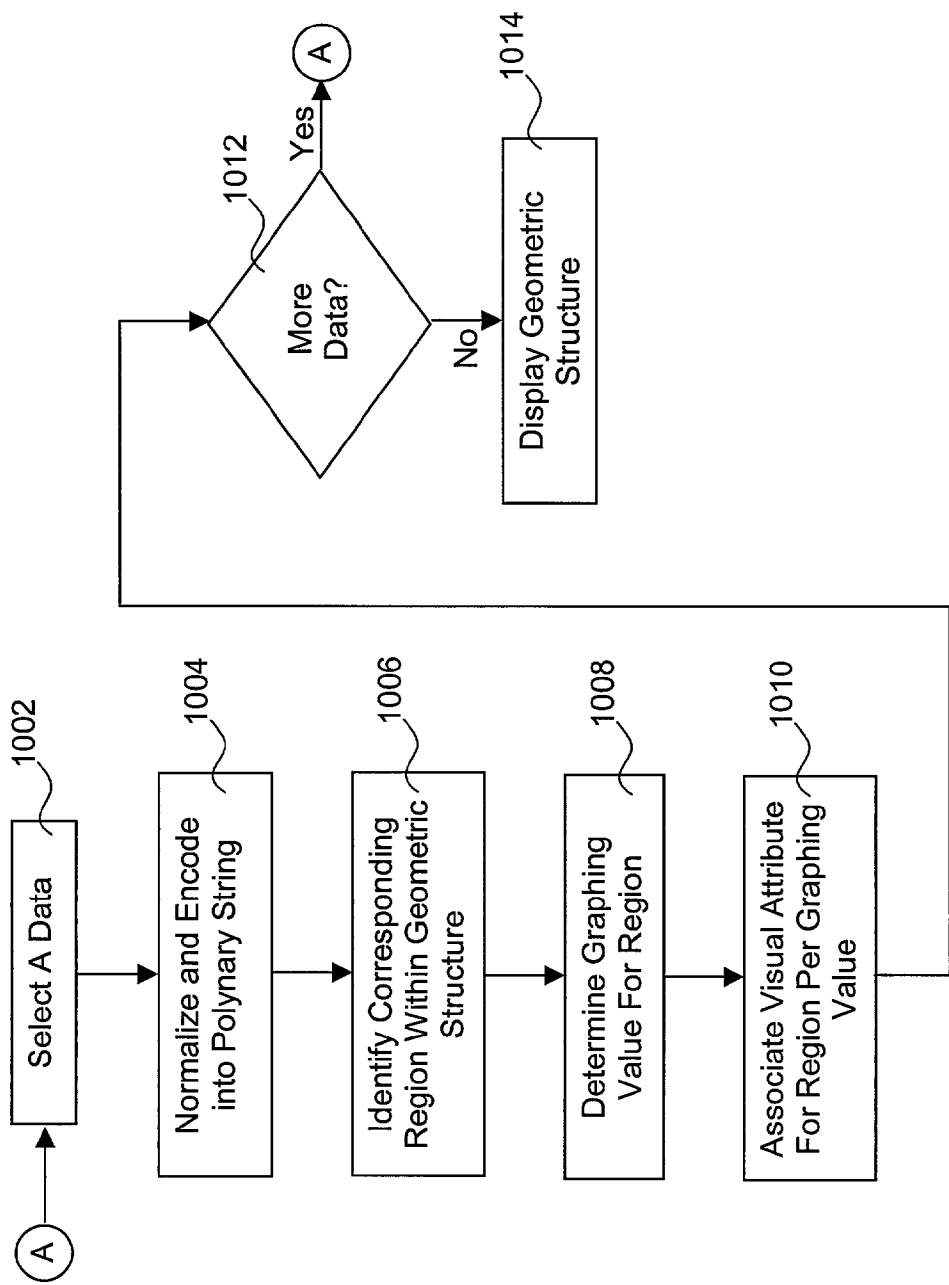 A
Select A Data
1002
Normalize and Encode
into Polynary String
1004
Identify Corresponding
Region Within Geometric
Structure
1006
Determine Graphing
Value For Region
1008
Associate Visual Attribute
For Region Per Graphing
Value
1010
More
Data?
1012
Yes
A
No
Display Geometric
Structure
1014